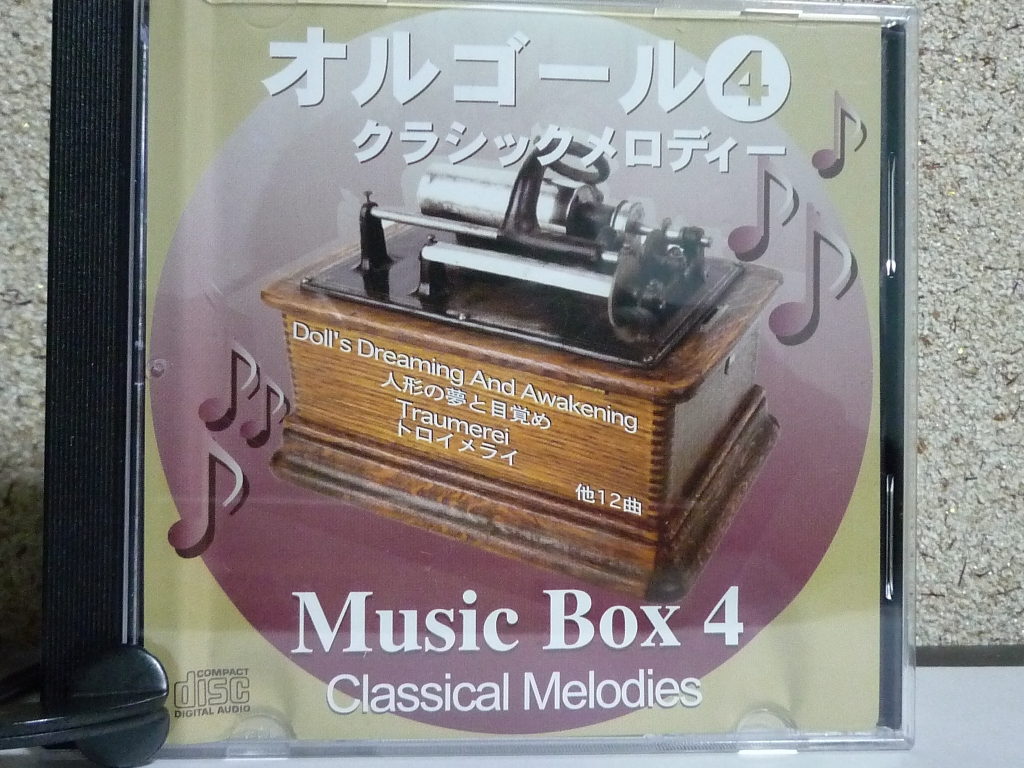 オルゴール4
クラシックメロディー
Doll's Dreaming And Awakening
人形の夢と目覚め
Traumerei
トロイメライ
他12曲
Music Box 4
Classical Melodies
COMPACT
disc
DIGITAL AUDIO